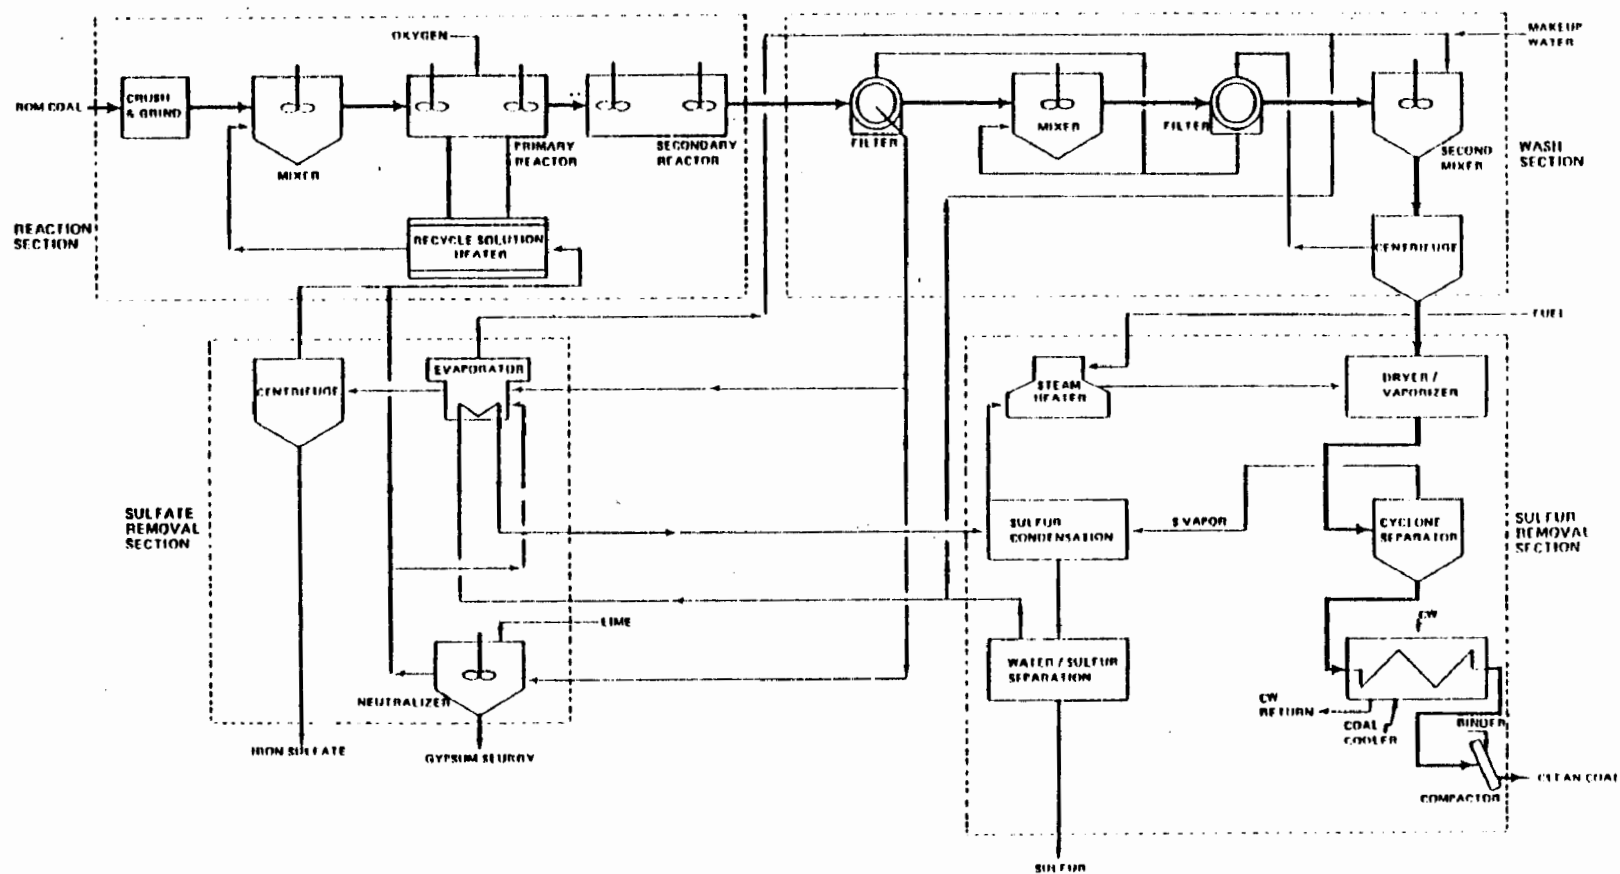 OXYGEN
MAKEUP
WATER
ROM COAL
CRUSH
& GRIND
MIXER
PRIMARY
REACTOR
SECONDARY
REACTOR
FILTER
MIXER
FILTER
SECOND
MIXER
WASH
SECTION
REACTION
SECTION
RECYCLE SOLUTION
HEATER
CENTRIFUGE
FUEL
CENTRIFUGE
EVAPORATOR
STEAM
HEATER
DRYER /
VAPORIZER
SULFATE
REMOVAL
SECTION
SULFUR
CONDENSATION
S VAPOR
CYCLONE
SEPARATOR
SULFUR
REMOVAL
SECTION
LIME
CW
WATER / SULFUR
SEPARATION
NEUTRALIZER
CW
RETURN
COAL
COOLER
BINDER
IRON SULFATE
GYPSUM SLURRY
CLEAN COAL
COMPACTOR
SULFUR